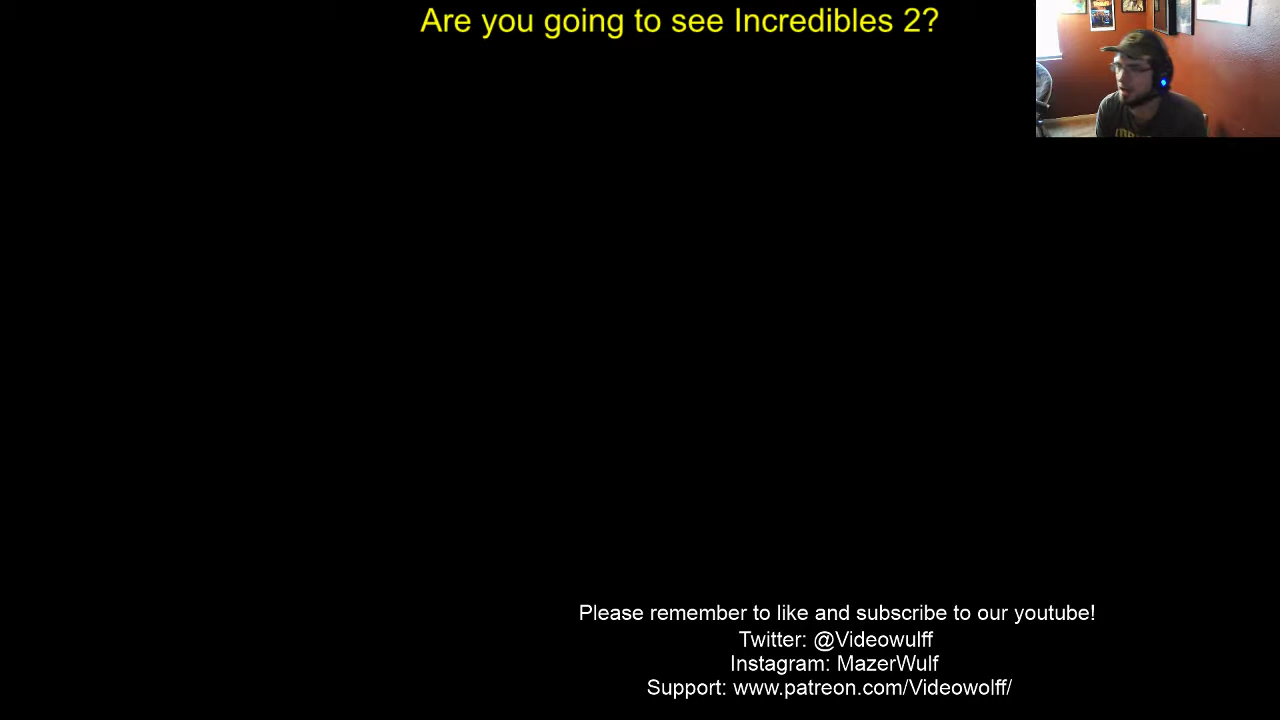 Are you going to see Incredibles 2?
Please remember to like and subscribe to our youtube!
Twitter: @Videowulff
Instagram: MazerWulf
Support: www.patreon.com/Videowolff/